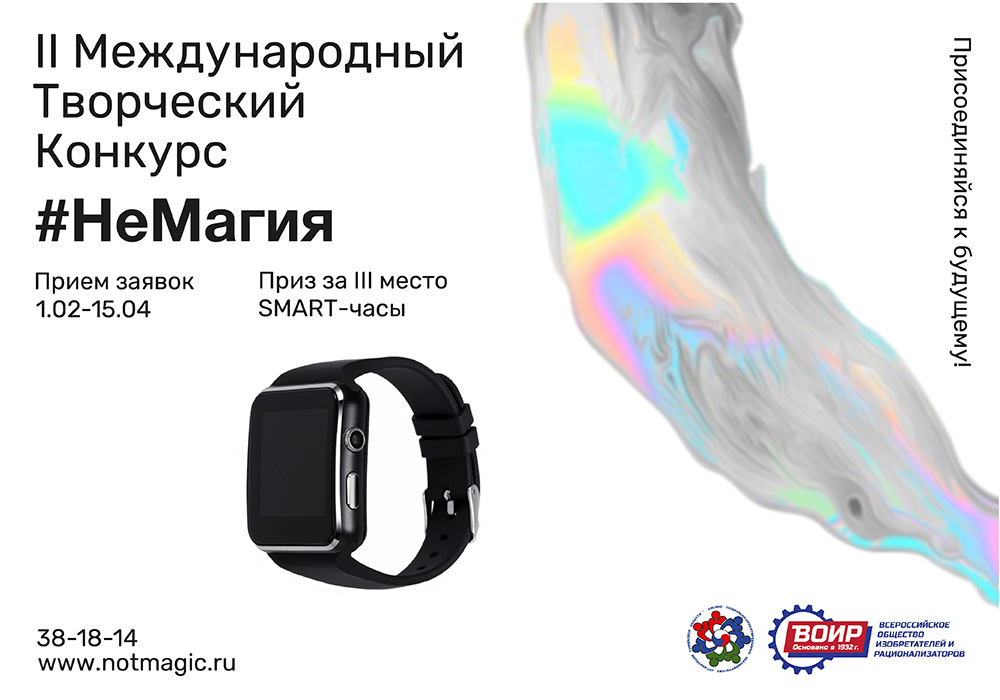 II Международный
Творческий
Конкурс
#НеМагия
Прием заявок
1.02-15.04
Приз за III место
SMART-часы
Присоединяйся к будущему!
38-18-14
www.notmagic.ru
ВОИР
Основано в 1932 г.
ВСЕРОССИЙСКОЕ
ОБЩЕСТВО
ИЗОБРЕТАТЕЛЕЙ И
РАЦИОНАЛИЗАТОРОВ